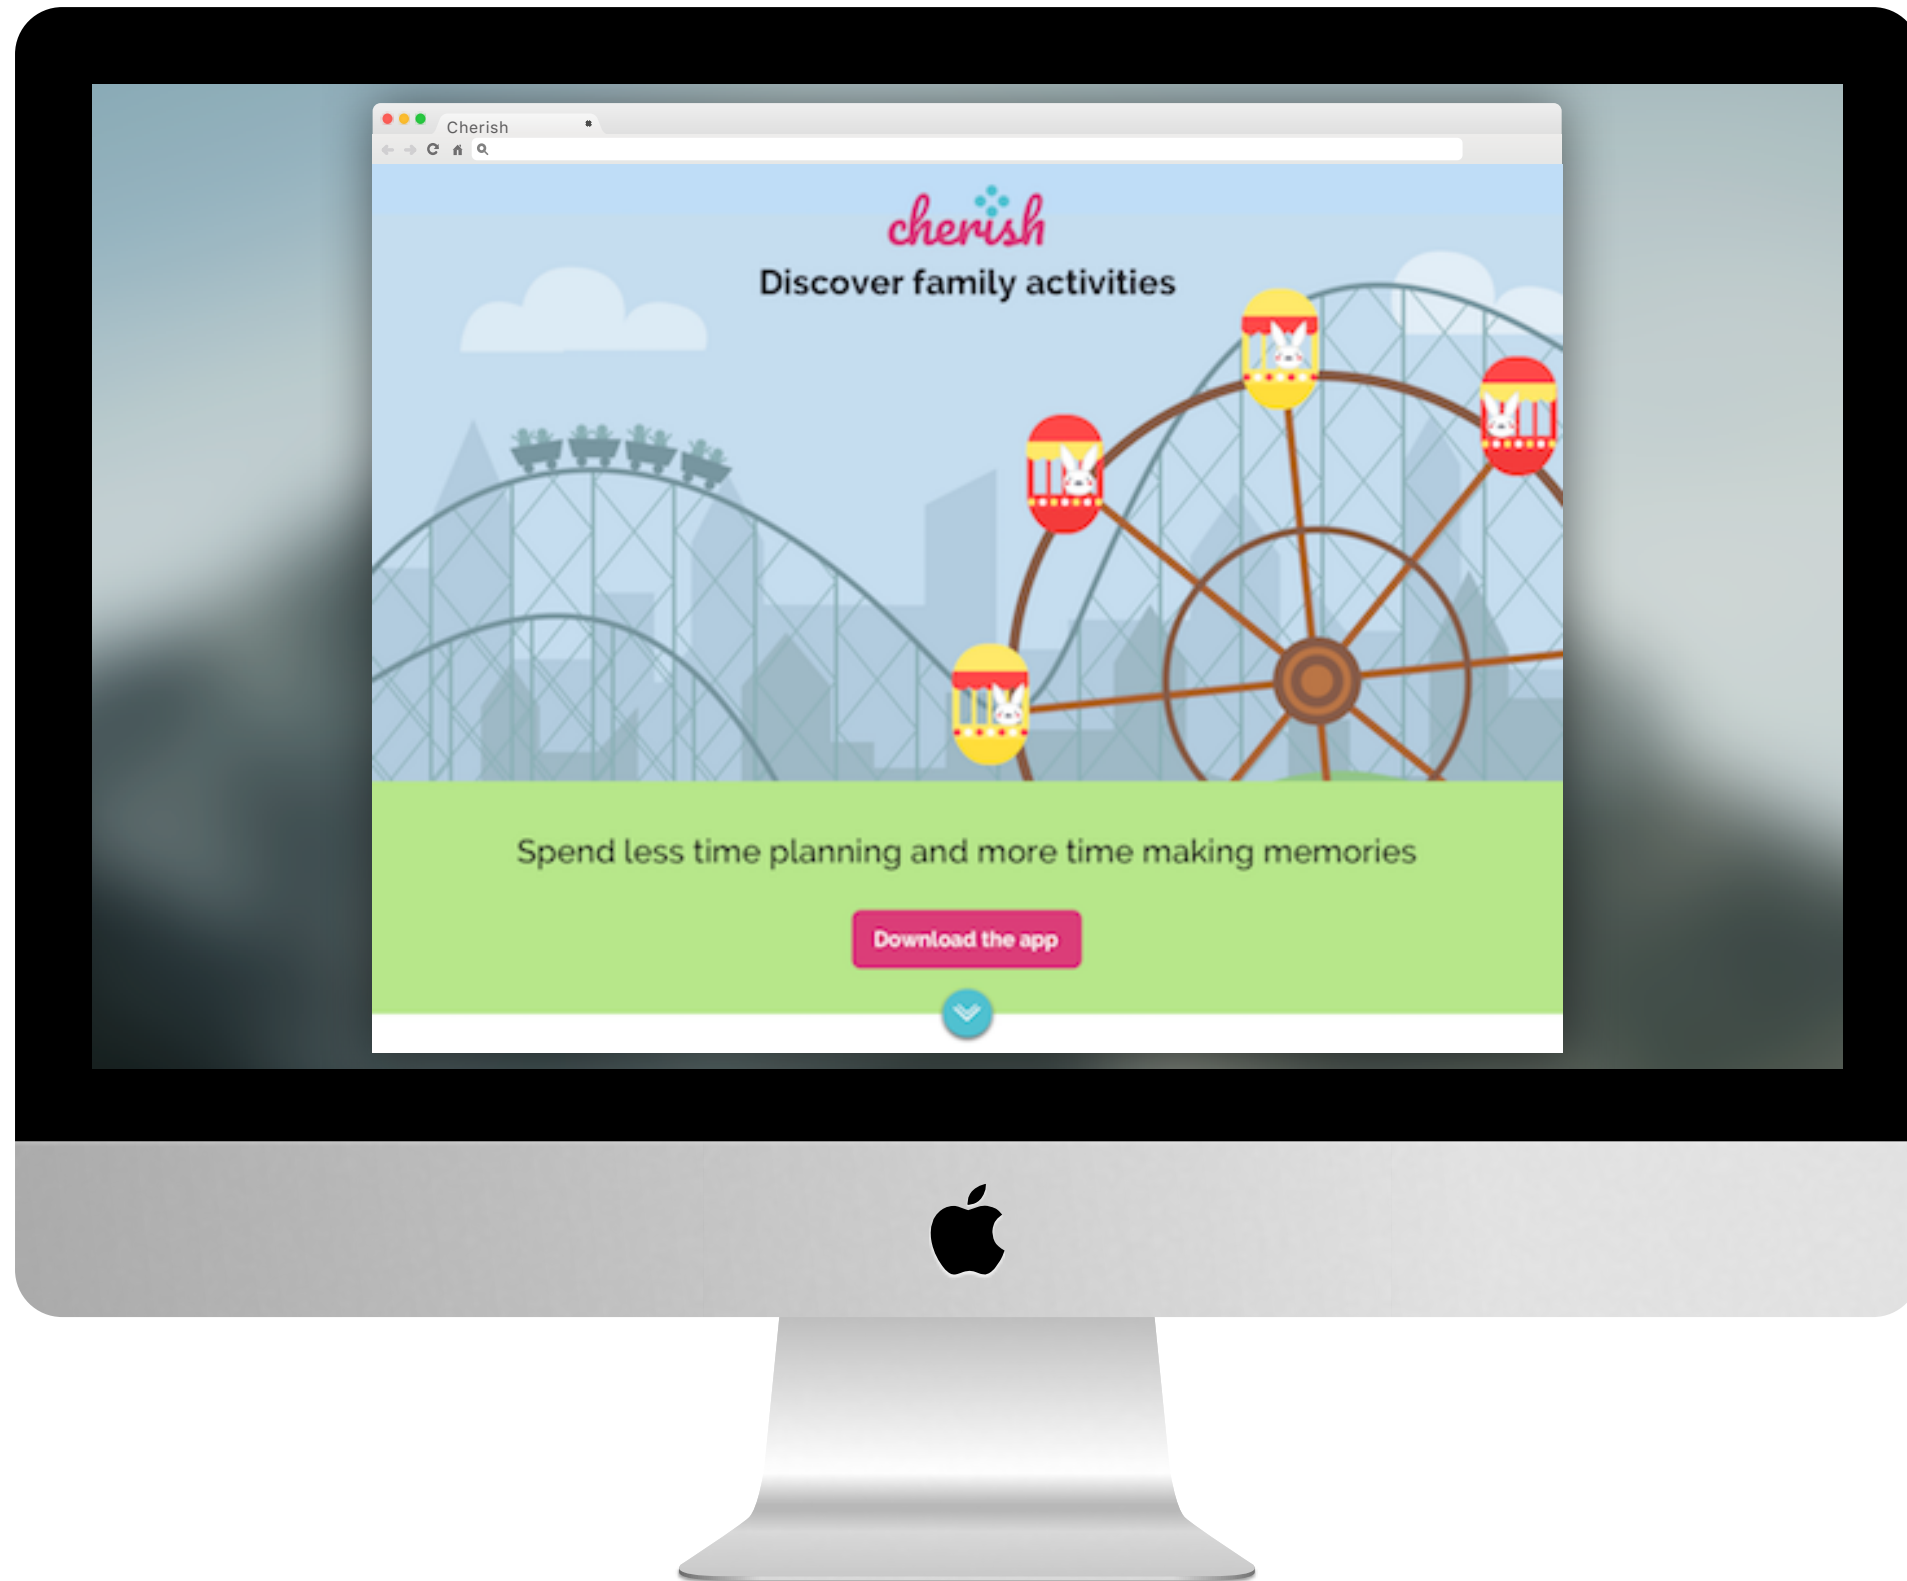 Cherish
cherish
Discover family activities
Spend less time planning and more time making memories
Download the app